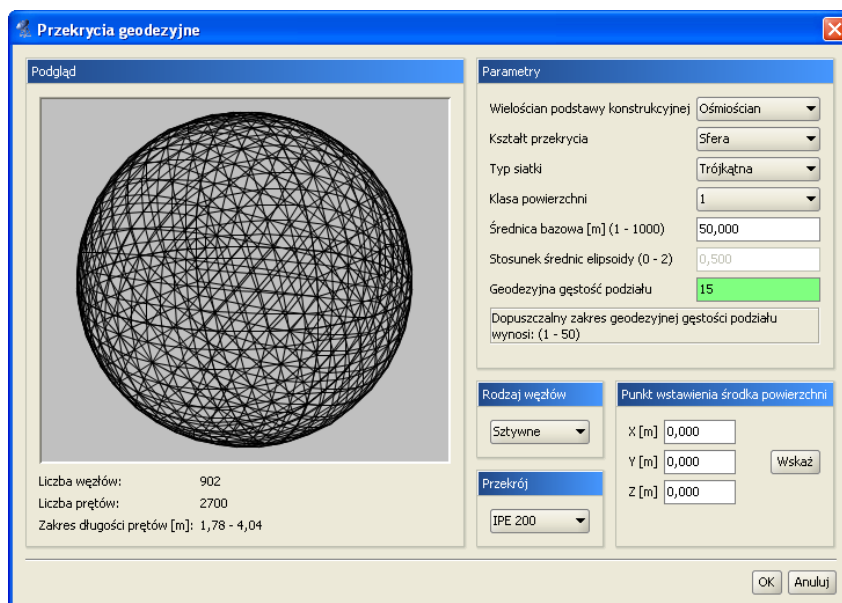 Przekrycia geodezyjne
Podgląd
Liczba węzłów: 902
Liczba prętów: 2700
Zakres długości prętów [m]: 1,78 - 4,04
Parametry
Wielościan podstawy konstrukcyjnej Ośmiościan
Kształt przekrycia Sfera
Typ siatki Trójkątna
Klasa powierzchni 1
Średnica bazowa [m] (1 - 1000) 50,000
Stosunek średnic elipsoidy (0 - 2) 0,500
Geodezyjna gęstość podziału 15
Dopuszczalny zakres geodezyjnej gęstości podziału
wynosi: (1 - 50)
Rodzaj węzłów
Sztywne
Przekrój
IPE 200
Punkt wstawienia środka powierzchni
X [m] 0,000
Y [m] 0,000 Wskaż
Z [m] 0,000
OK Anuluj